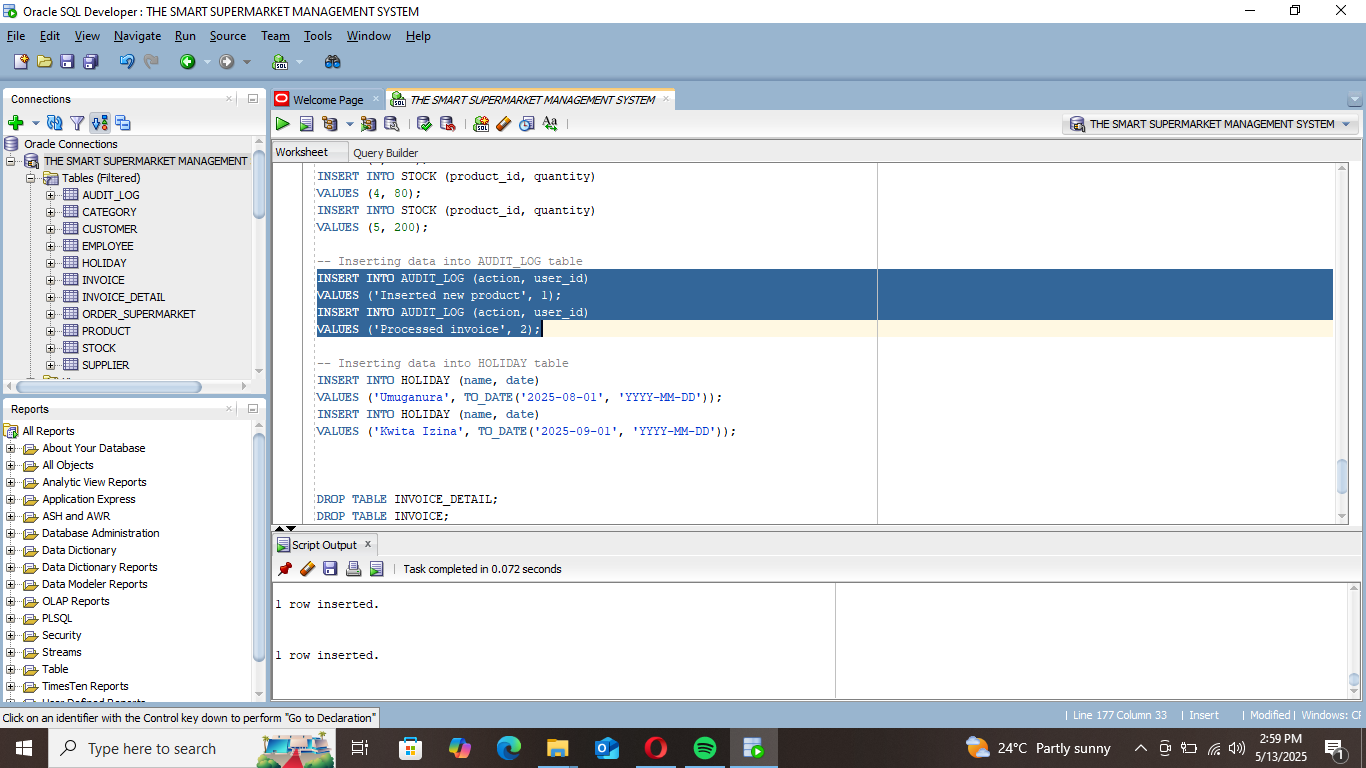 Oracle SQL Developer : THE SMART SUPERMARKET MANAGEMENT SYSTEM
File Edit View Navigate Run Source Team Tools Window Help
Connections
Oracle Connections
THE SMART SUPERMARKET MANAGEMENT
Tables (Filtered)
AUDIT_LOG
CATEGORY
CUSTOMER
EMPLOYEE
HOLIDAY
INVOICE
INVOICE_DETAIL
ORDER_SUPERMARKET
PRODUCT
STOCK
SUPPLIER
Reports
All Reports
About Your Database
All Objects
Analytic View Reports
Application Express
ASH and AWR
Database Administration
Data Dictionary
Data Dictionary Reports
Data Modeler Reports
OLAP Reports
PLSQL
Security
Streams
Table
TimesTen Reports
User Defined Reports
Welcome Page
THE SMART SUPERMARKET MANAGEMENT SYSTEM
THE SMART SUPERMARKET MANAGEMENT SYSTEM
Worksheet Query Builder
INSERT INTO STOCK (product_id, quantity)
VALUES (4, 80);
INSERT INTO STOCK (product_id, quantity)
VALUES (5, 200);
-- Inserting data into AUDIT_LOG table
INSERT INTO AUDIT_LOG (action, user_id)
VALUES ('Inserted new product', 1);
INSERT INTO AUDIT_LOG (action, user_id)
VALUES ('Processed invoice', 2);
-- Inserting data into HOLIDAY table
INSERT INTO HOLIDAY (name, date)
VALUES ('Umuganura', TO_DATE('2025-08-01', 'YYYY-MM-DD'));
INSERT INTO HOLIDAY (name, date)
VALUES ('Kwita Izina', TO_DATE('2025-09-01', 'YYYY-MM-DD'));
DROP TABLE INVOICE_DETAIL;
DROP TABLE INVOICE;
Script Output
Task completed in 0.072 seconds
1 row inserted.
1 row inserted.
Click on an identifier with the Control key down to perform "Go to Declaration"
Line 177 Column 33 Insert Modified Windows: CF
Type here to search
24°C Partly sunny
2:59 PM
5/13/2025
1